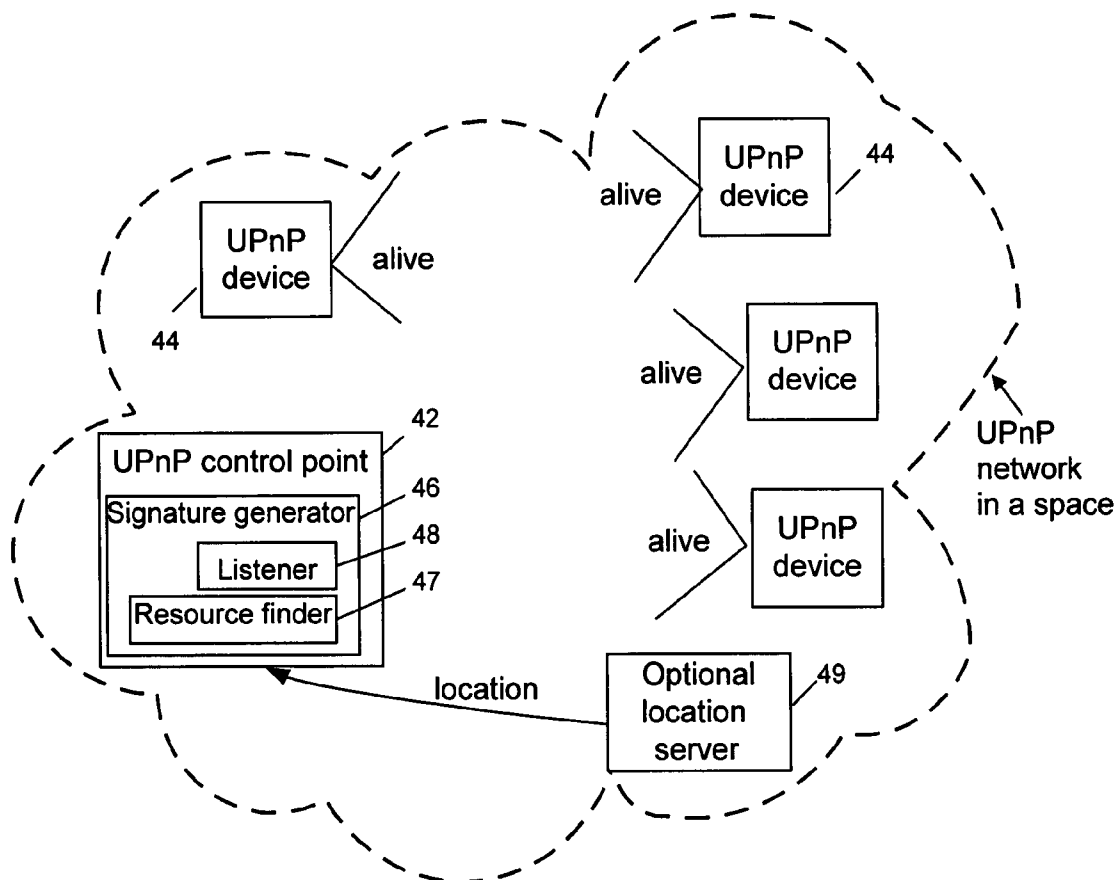 UPnP
device
44
alive
UPnP
device
44
alive
UPnP
device
alive
UPnP
device
alive
UPnP
network
in a space
42
UPnP control point
46
Signature generator
48
Listener
47
Resource finder
location
Optional
location
server
49